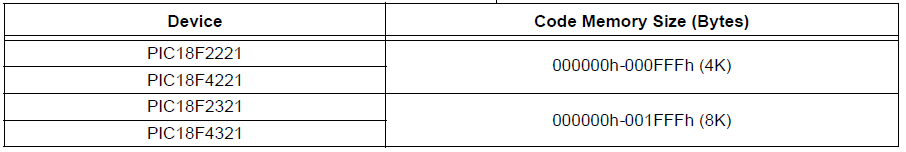 Device Code Memory Size (Bytes)
PIC18F2221
000000h-000FFFh (4K)
PIC18F4221
PIC18F2321
000000h-001FFFh (8K)
PIC18F4321